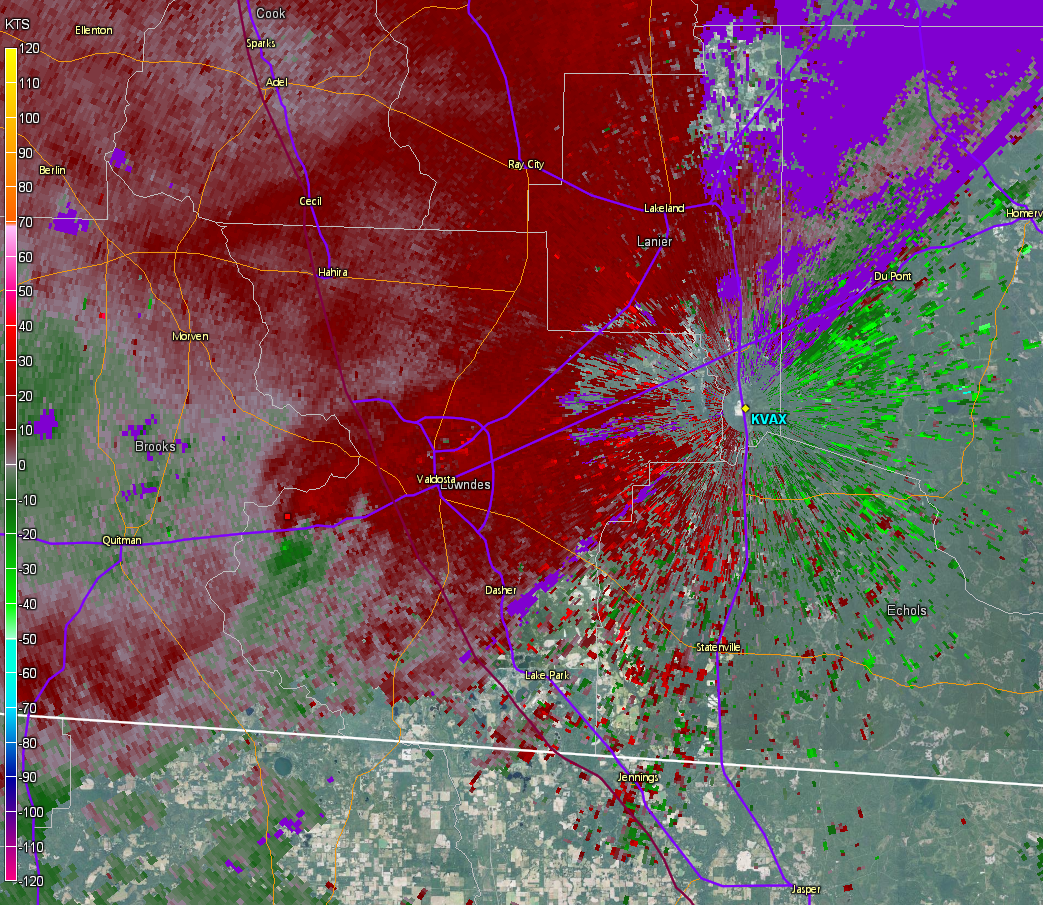 KTS
120
110
100
90
80
70
60
50
40
30
20
10
0
-10
-20
-30
-40
-50
-60
-70
-80
-90
-100
-110
-120
Cook
Ellenton
Sparks
Adel
Ray City
Berlin
Cecil
Lakeland
Homerv
Lanier
Hahira
Du Pont
Morven
KVAX
Brooks
Valdosta
Lowndes
Quitman
Dasher
Echols
Statenville
Lake Park
Jennings
Jasper